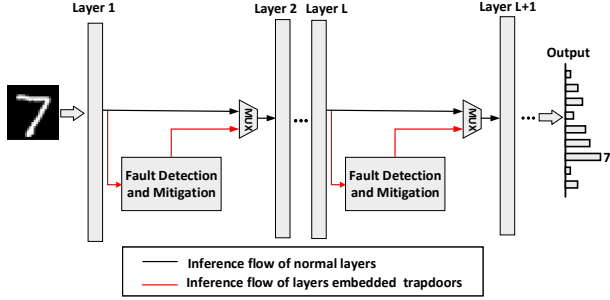 Layer 1
Layer 2
Layer L
Layer L+1
Output
7
MUX
...
MUX
...
7
Fault Detection
and Mitigation
Fault Detection
and Mitigation
Inference flow of normal layers
Inference flow of layers embedded trapdoors